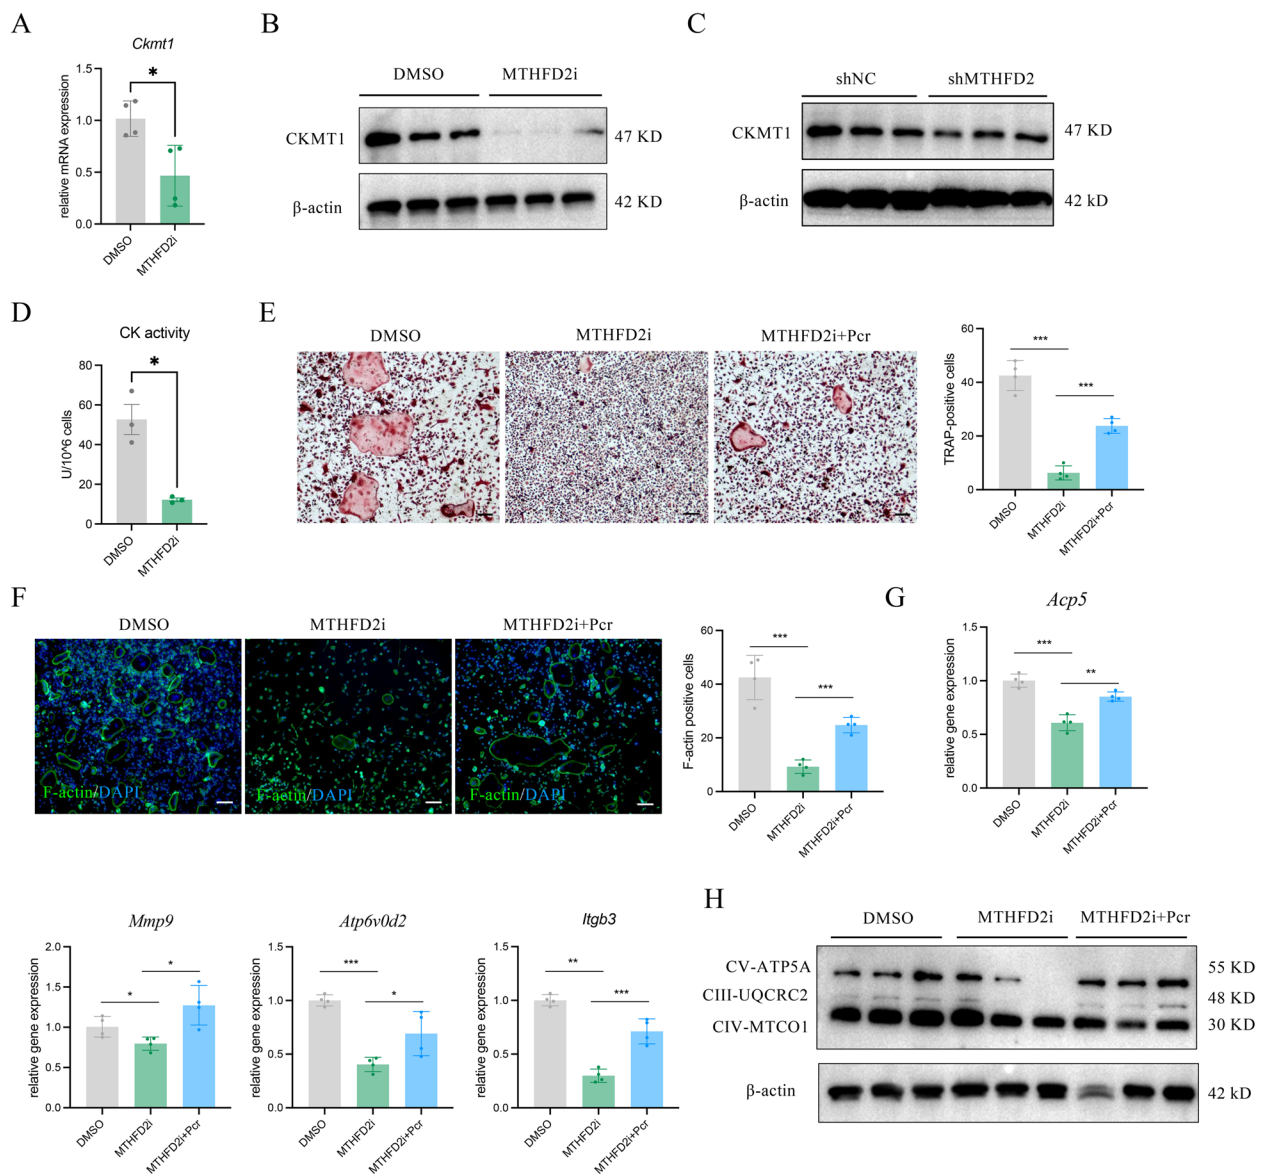 A
Ckmt1
relative mRNA expression
1.5
1.0
0.5
0.0
*
DMSO
MTHFD2i
B
DMSO
MTHFD2i
CKMT1
47 KD
β-actin
42 KD
C
shNC
shMTHFD2
CKMT1
47 KD
β-actin
42 kD
D
CK activity
U/10^6 cells
80
60
40
20
0
*
DMSO
MTHFD2i
E
DMSO
MTHFD2i
MTHFD2i+Pcr
TRAP-positive cells
60
40
20
0
***
***
DMSO
MTHFD2i
MTHFD2i+Pcr
F
DMSO
MTHFD2i
MTHFD2i+Pcr
F-actin/DAPI
F-actin/DAPI
F-actin/DAPI
F-actin positive cells
60
40
20
0
***
***
DMSO
MTHFD2i
MTHFD2i+Pcr
G
Acp5
relative gene expression
1.5
1.0
0.5
0.0
***
**
DMSO
MTHFD2i
MTHFD2i+Pcr
Mmp9
relative gene expression
2.0
1.5
1.0
0.5
0.0
*
*
DMSO
MTHFD2i
MTHFD2i+Pcr
Atp6v0d2
relative gene expression
1.5
1.0
0.5
0.0
***
*
DMSO
MTHFD2i
MTHFD2i+Pcr
Itgb3
relative gene expression
1.5
1.0
0.5
0.0
**
***
DMSO
MTHFD2i
MTHFD2i+Pcr
H
DMSO
MTHFD2i
MTHFD2i+Pcr
CV-ATP5A
55 KD
CIII-UQCRC2
48 KD
CIV-MTCO1
30 KD
β-actin
42 kD